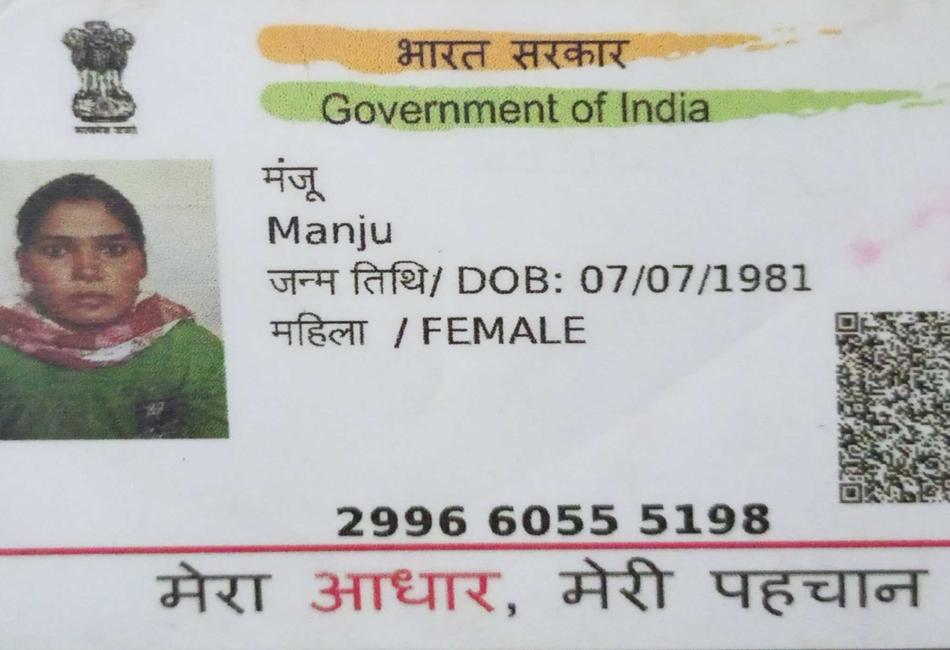 भारत सरकार
Government of India
मंजू
Manju
जन्म तिथि/ DOB: 07/07/1981
महिला / FEMALE
2996 6055 5198
मेरा आधार, मेरी पहचान